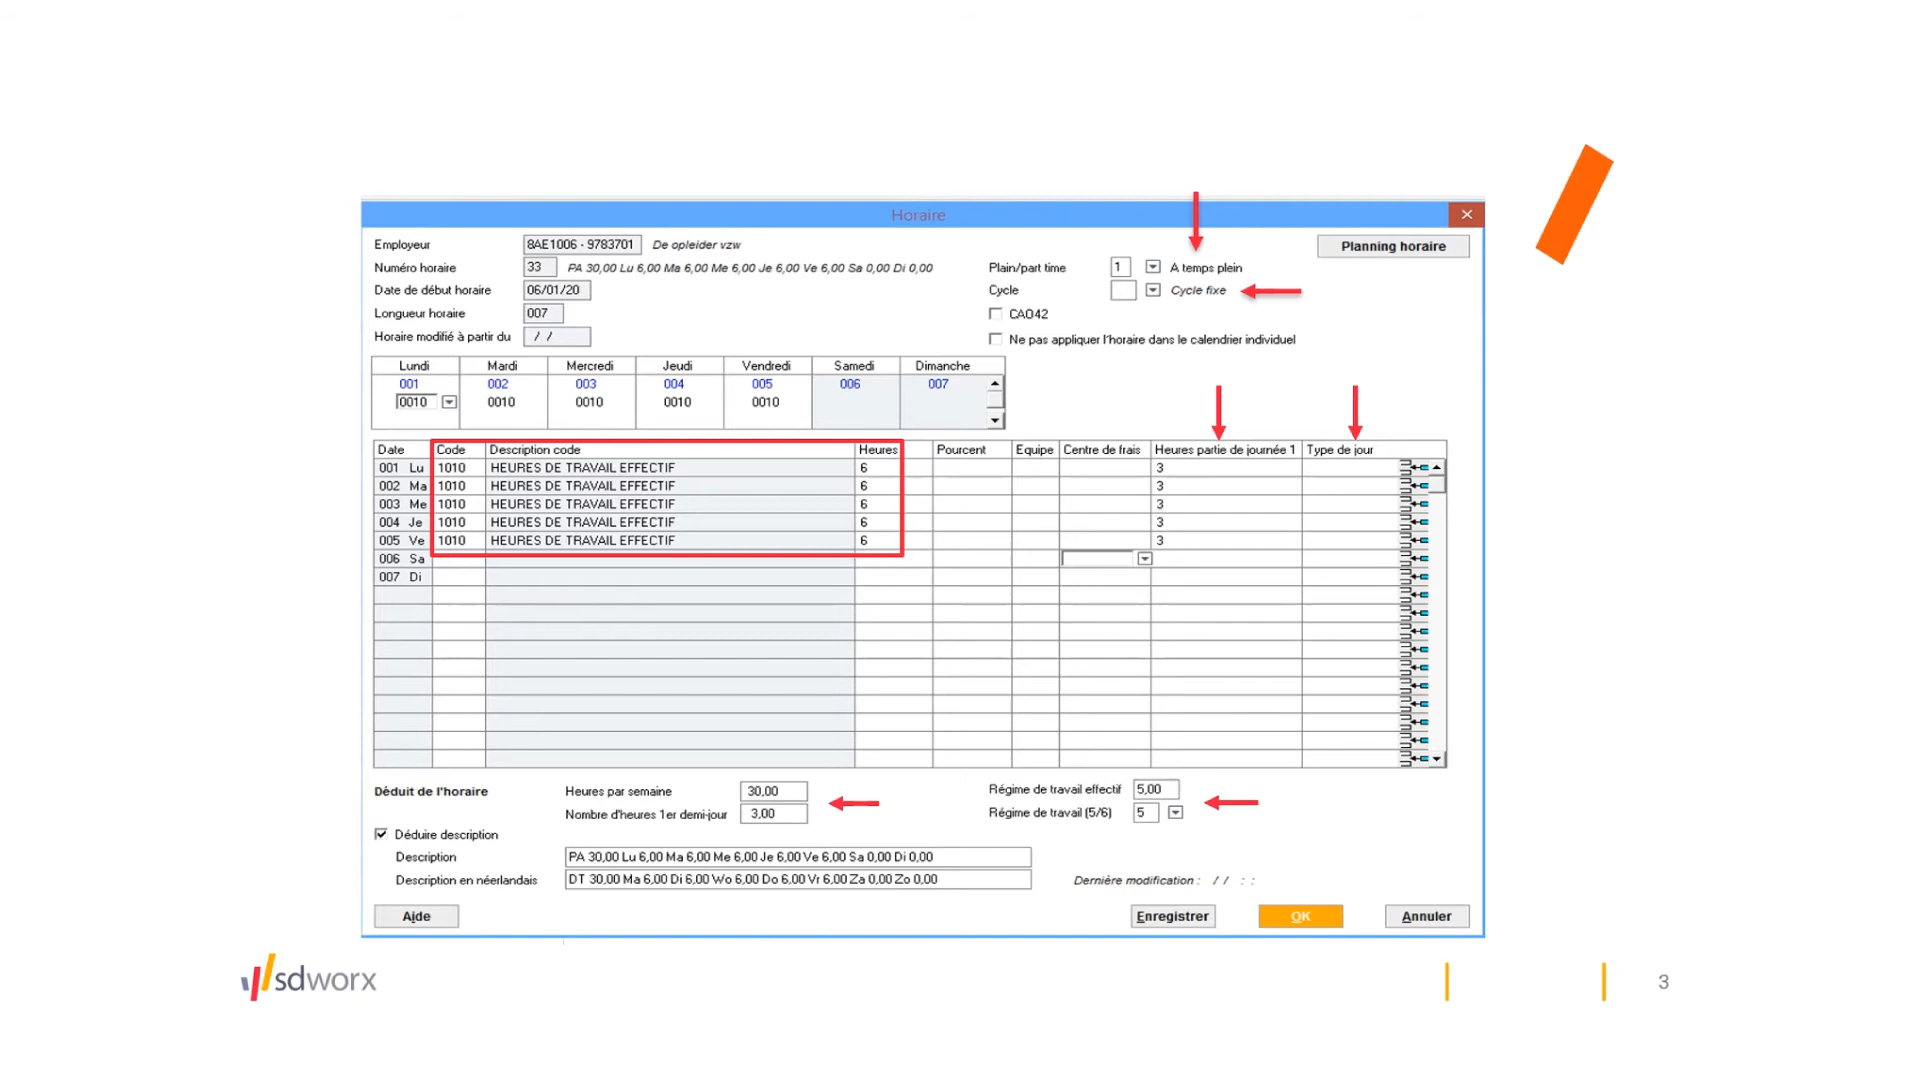 Horaire
Employeur 8AE1006 - 9783701 De opleider vzw Planning horaire
Numéro horaire 33 PA 30,00 Lu 6,00 Ma 6,00 Me 6,00 Je 6,00 Ve 6,00 Sa 0,00 Di 0,00 Plain/part time 1 A temps plein
Date de début horaire 06/01/20 Cycle Cycle fixe
Longueur horaire 007 CAO42
Horaire modifié à partir du / / Ne pas appliquer l'horaire dans le calendrier individuel
Lundi Mardi Mercredi Jeudi Vendredi Samedi Dimanche
001 002 003 004 005 006 007
0010 0010 0010 0010 0010
Date Code Description code Heures Pourcent Equipe Centre de frais Heures partie de journée 1 Type de jour
001 Lu 1010 HEURES DE TRAVAIL EFFECTIF 6 3
002 Ma 1010 HEURES DE TRAVAIL EFFECTIF 6 3
003 Me 1010 HEURES DE TRAVAIL EFFECTIF 6 3
004 Je 1010 HEURES DE TRAVAIL EFFECTIF 6 3
005 Ve 1010 HEURES DE TRAVAIL EFFECTIF 6 3
006 Sa
007 Di
Déduit de l'horaire Heures par semaine 30,00 Régime de travail effectif 5,00
Nombre d'heures 1er demi-jour 3,00 Régime de travail (5/6) 5
Déduire description
Description PA 30,00 Lu 6,00 Ma 6,00 Me 6,00 Je 6,00 Ve 6,00 Sa 0,00 Di 0,00
Description en néerlandais DT 30,00 Ma 6,00 Di 6,00 Wo 6,00 Do 6,00 Vr 6,00 Za 0,00 Zo 0,00 Dernière modification : / / : :
Aide Enregistrer OK Annuler
sdworx 3